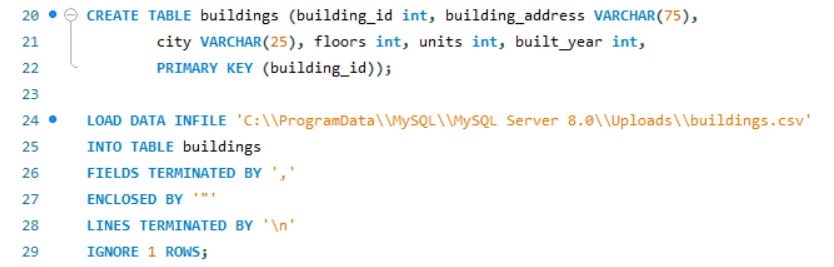 20 CREATE TABLE buildings (building_id int, building_address VARCHAR(75),
21 city VARCHAR(25), floors int, units int, built_year int,
22 PRIMARY KEY (building_id));
23
24 LOAD DATA INFILE 'C:\\ProgramData\\MySQL\\MySQL Server 8.0\\Uploads\\buildings.csv'
25 INTO TABLE buildings
26 FIELDS TERMINATED BY ','
27 ENCLOSED BY '"'
28 LINES TERMINATED BY '\n'
29 IGNORE 1 ROWS;